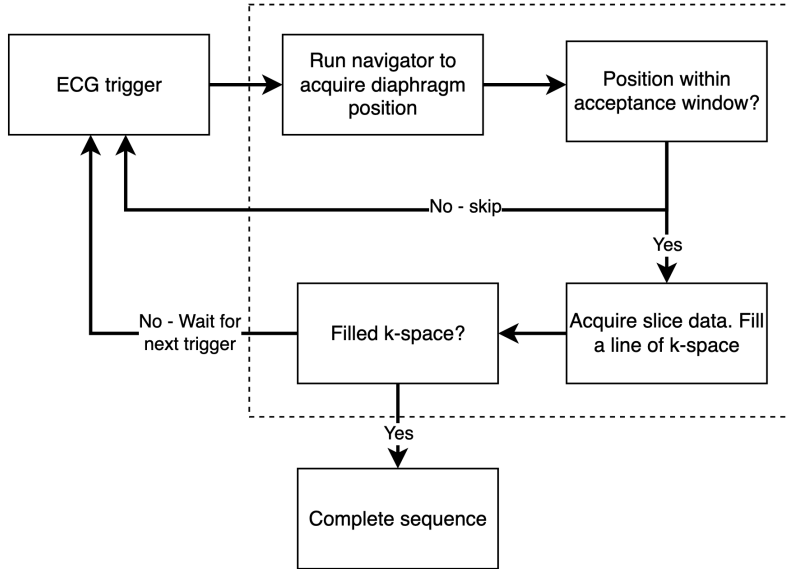 ECG trigger
Run navigator to
acquire diaphragm
position
Position within
acceptance window?
No - skip
Yes
Acquire slice data. Fill
a line of k-space
Filled k-space?
No - Wait for
next trigger
Yes
Complete sequence